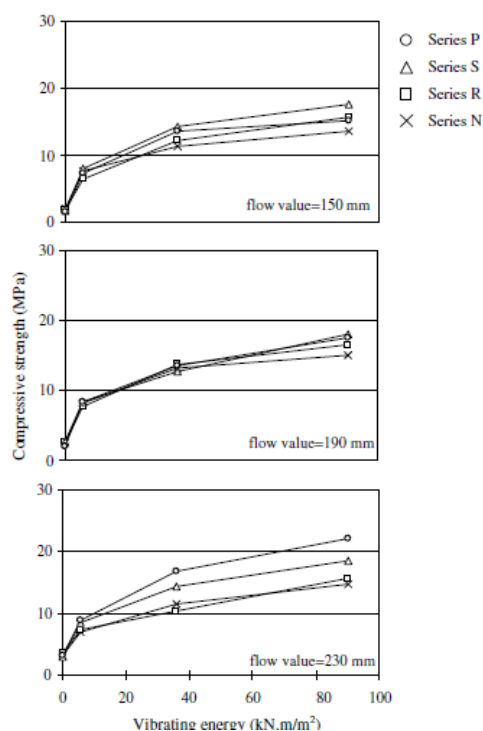 30
20
10
0
flow value=150 mm
Series P
Series S
Series R
Series N
Compressive strength (MPa)
30
20
10
0
flow value=190 mm
30
20
10
0
flow value=230 mm
0 20 40 60 80 100
Vibrating energy (kN.m/m²)